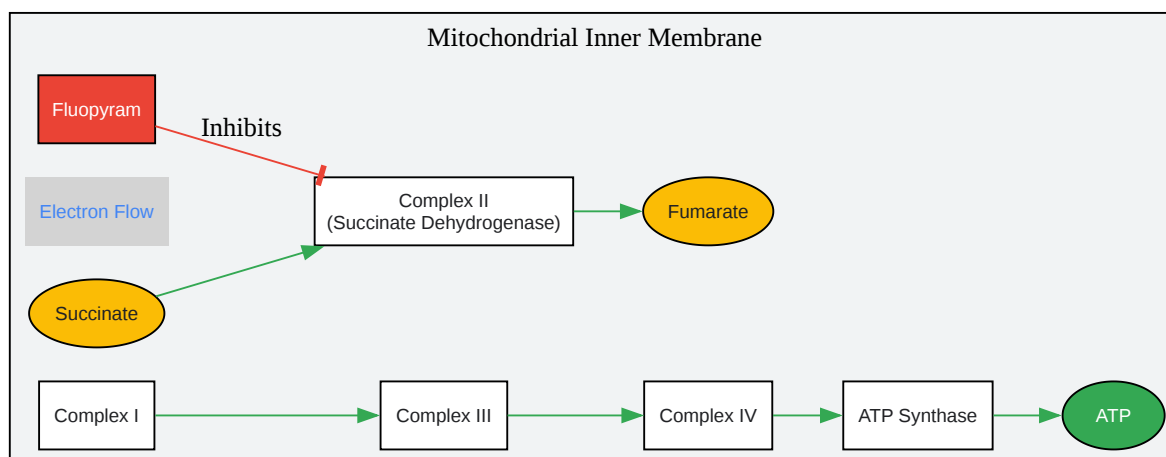 Mitochondrial Inner Membrane
Fluopyram
Inhibits
Electron Flow
Complex II
(Succinate Dehydrogenase)
Fumarate
Succinate
Complex I
Complex III
Complex IV
ATP Synthase
ATP